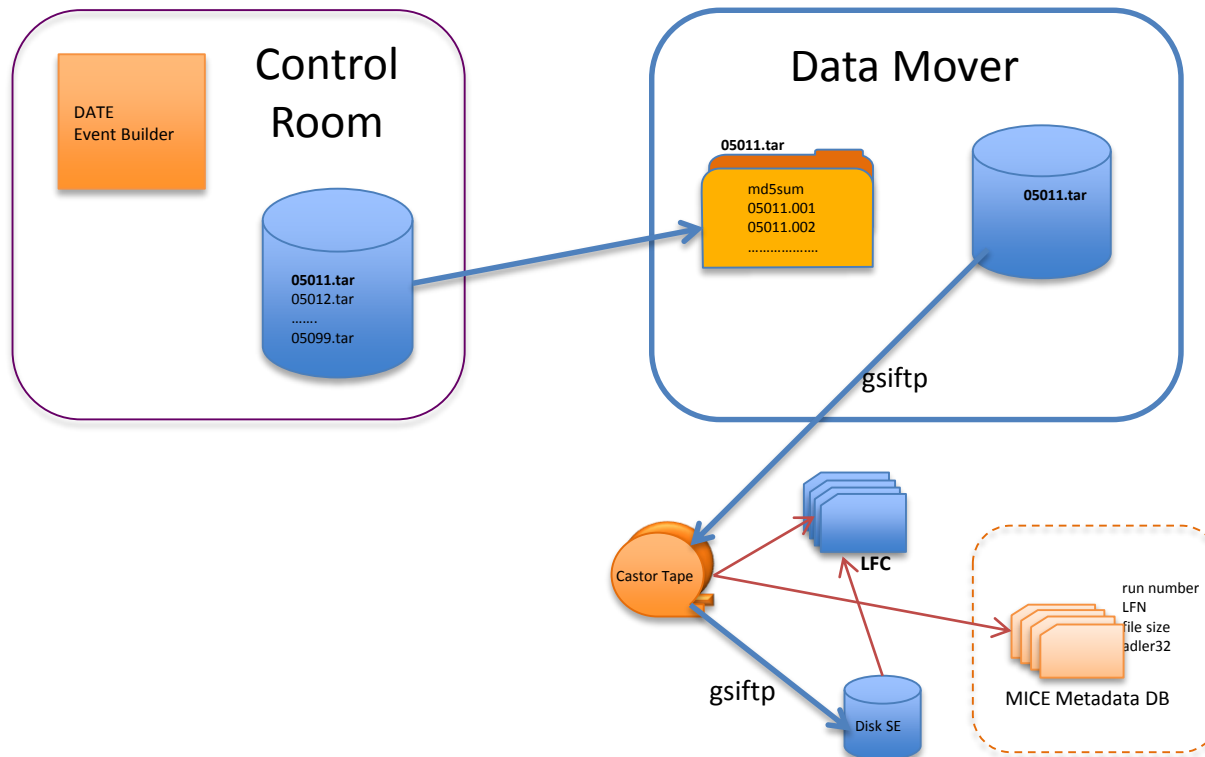 Control
Room
DATE
Event Builder
05011.tar
05012.tar
…….
05099.tar
Data Mover
05011.tar
md5sum
05011.001
05011.002
……………….
05011.tar
gsiftp
Castor Tape
LFC
gsiftp
Disk SE
run number
LFN
file size
adler32
MICE Metadata DB